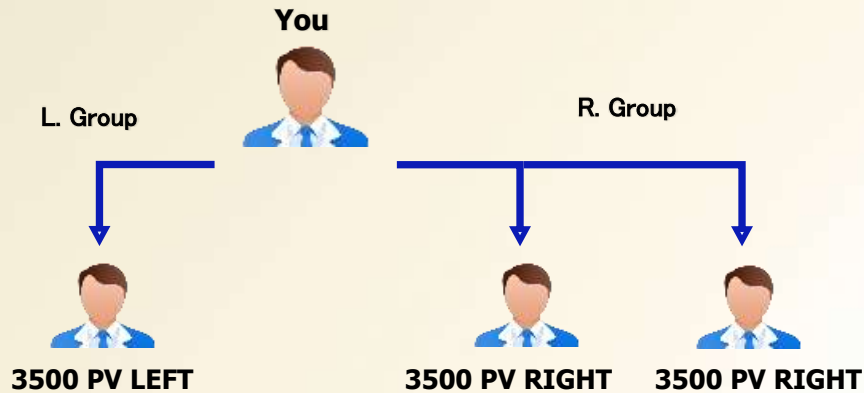 You
L. Group
R. Group
3500 PV LEFT
3500 PV RIGHT
3500 PV RIGHT